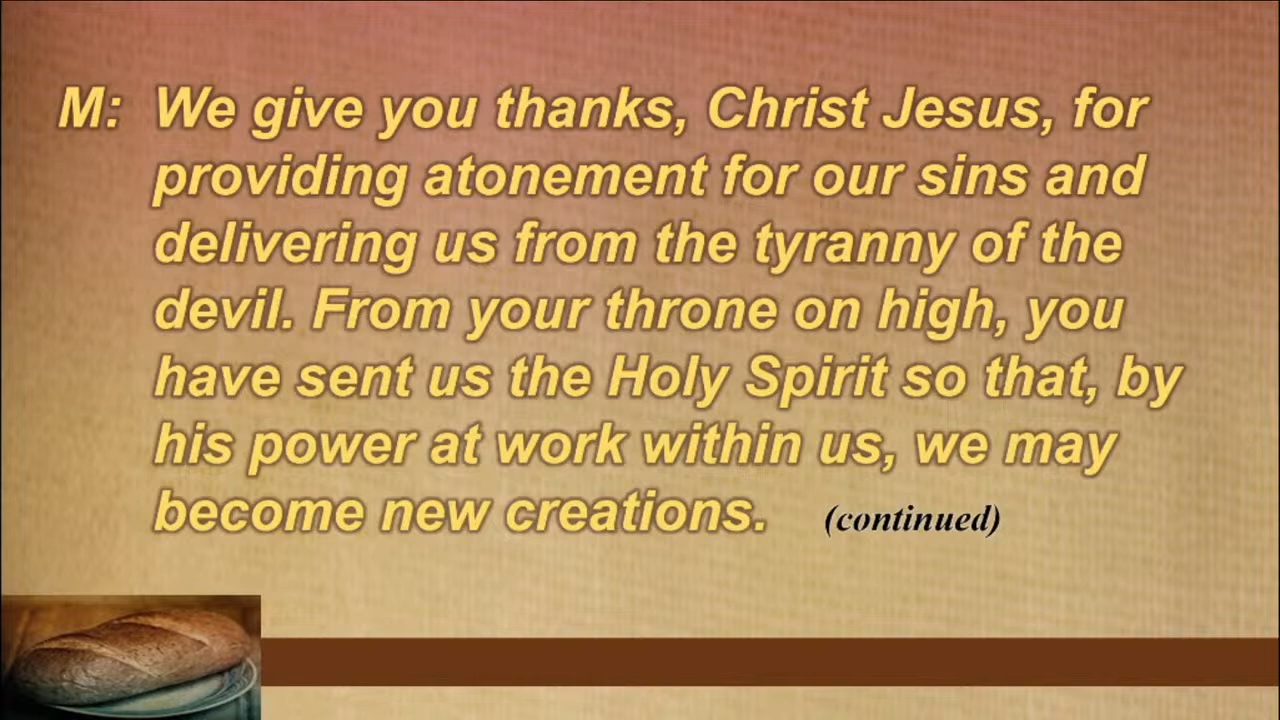 M: We give you thanks, Christ Jesus, for
providing atonement for our sins and
delivering us from the tyranny of the
devil. From your throne on high, you
have sent us the Holy Spirit so that, by
his power at work within us, we may
become new creations. (continued)